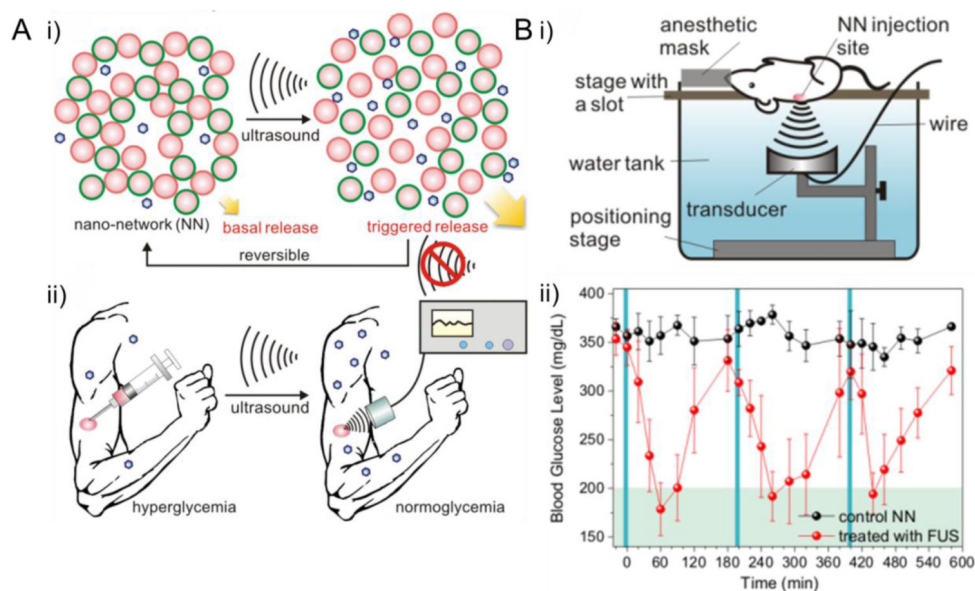 A i)
ultrasound
nano-network (NN)
basal release
triggered release
reversible
ii)
ultrasound
hyperglycemia
normoglycemia
B i)
anesthetic
mask
NN injection
site
stage with
a slot
wire
water tank
transducer
positioning
stage
ii)
Blood Glucose Level (mg/dL)
400
350
300
250
200
150
control NN
treated with FUS
0 60 120 180 240 300 360 420 480 540 600
Time (min)